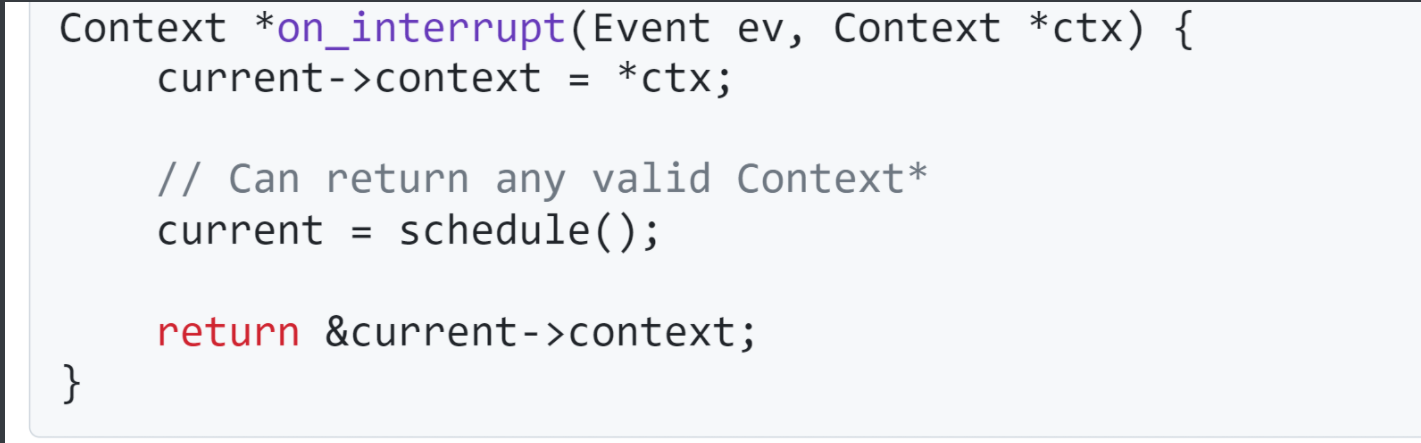 Context *on_interrupt(Event ev, Context *ctx) {
    current->context = *ctx;
    // Can return any valid Context*
    current = schedule();
    return &current->context;
}